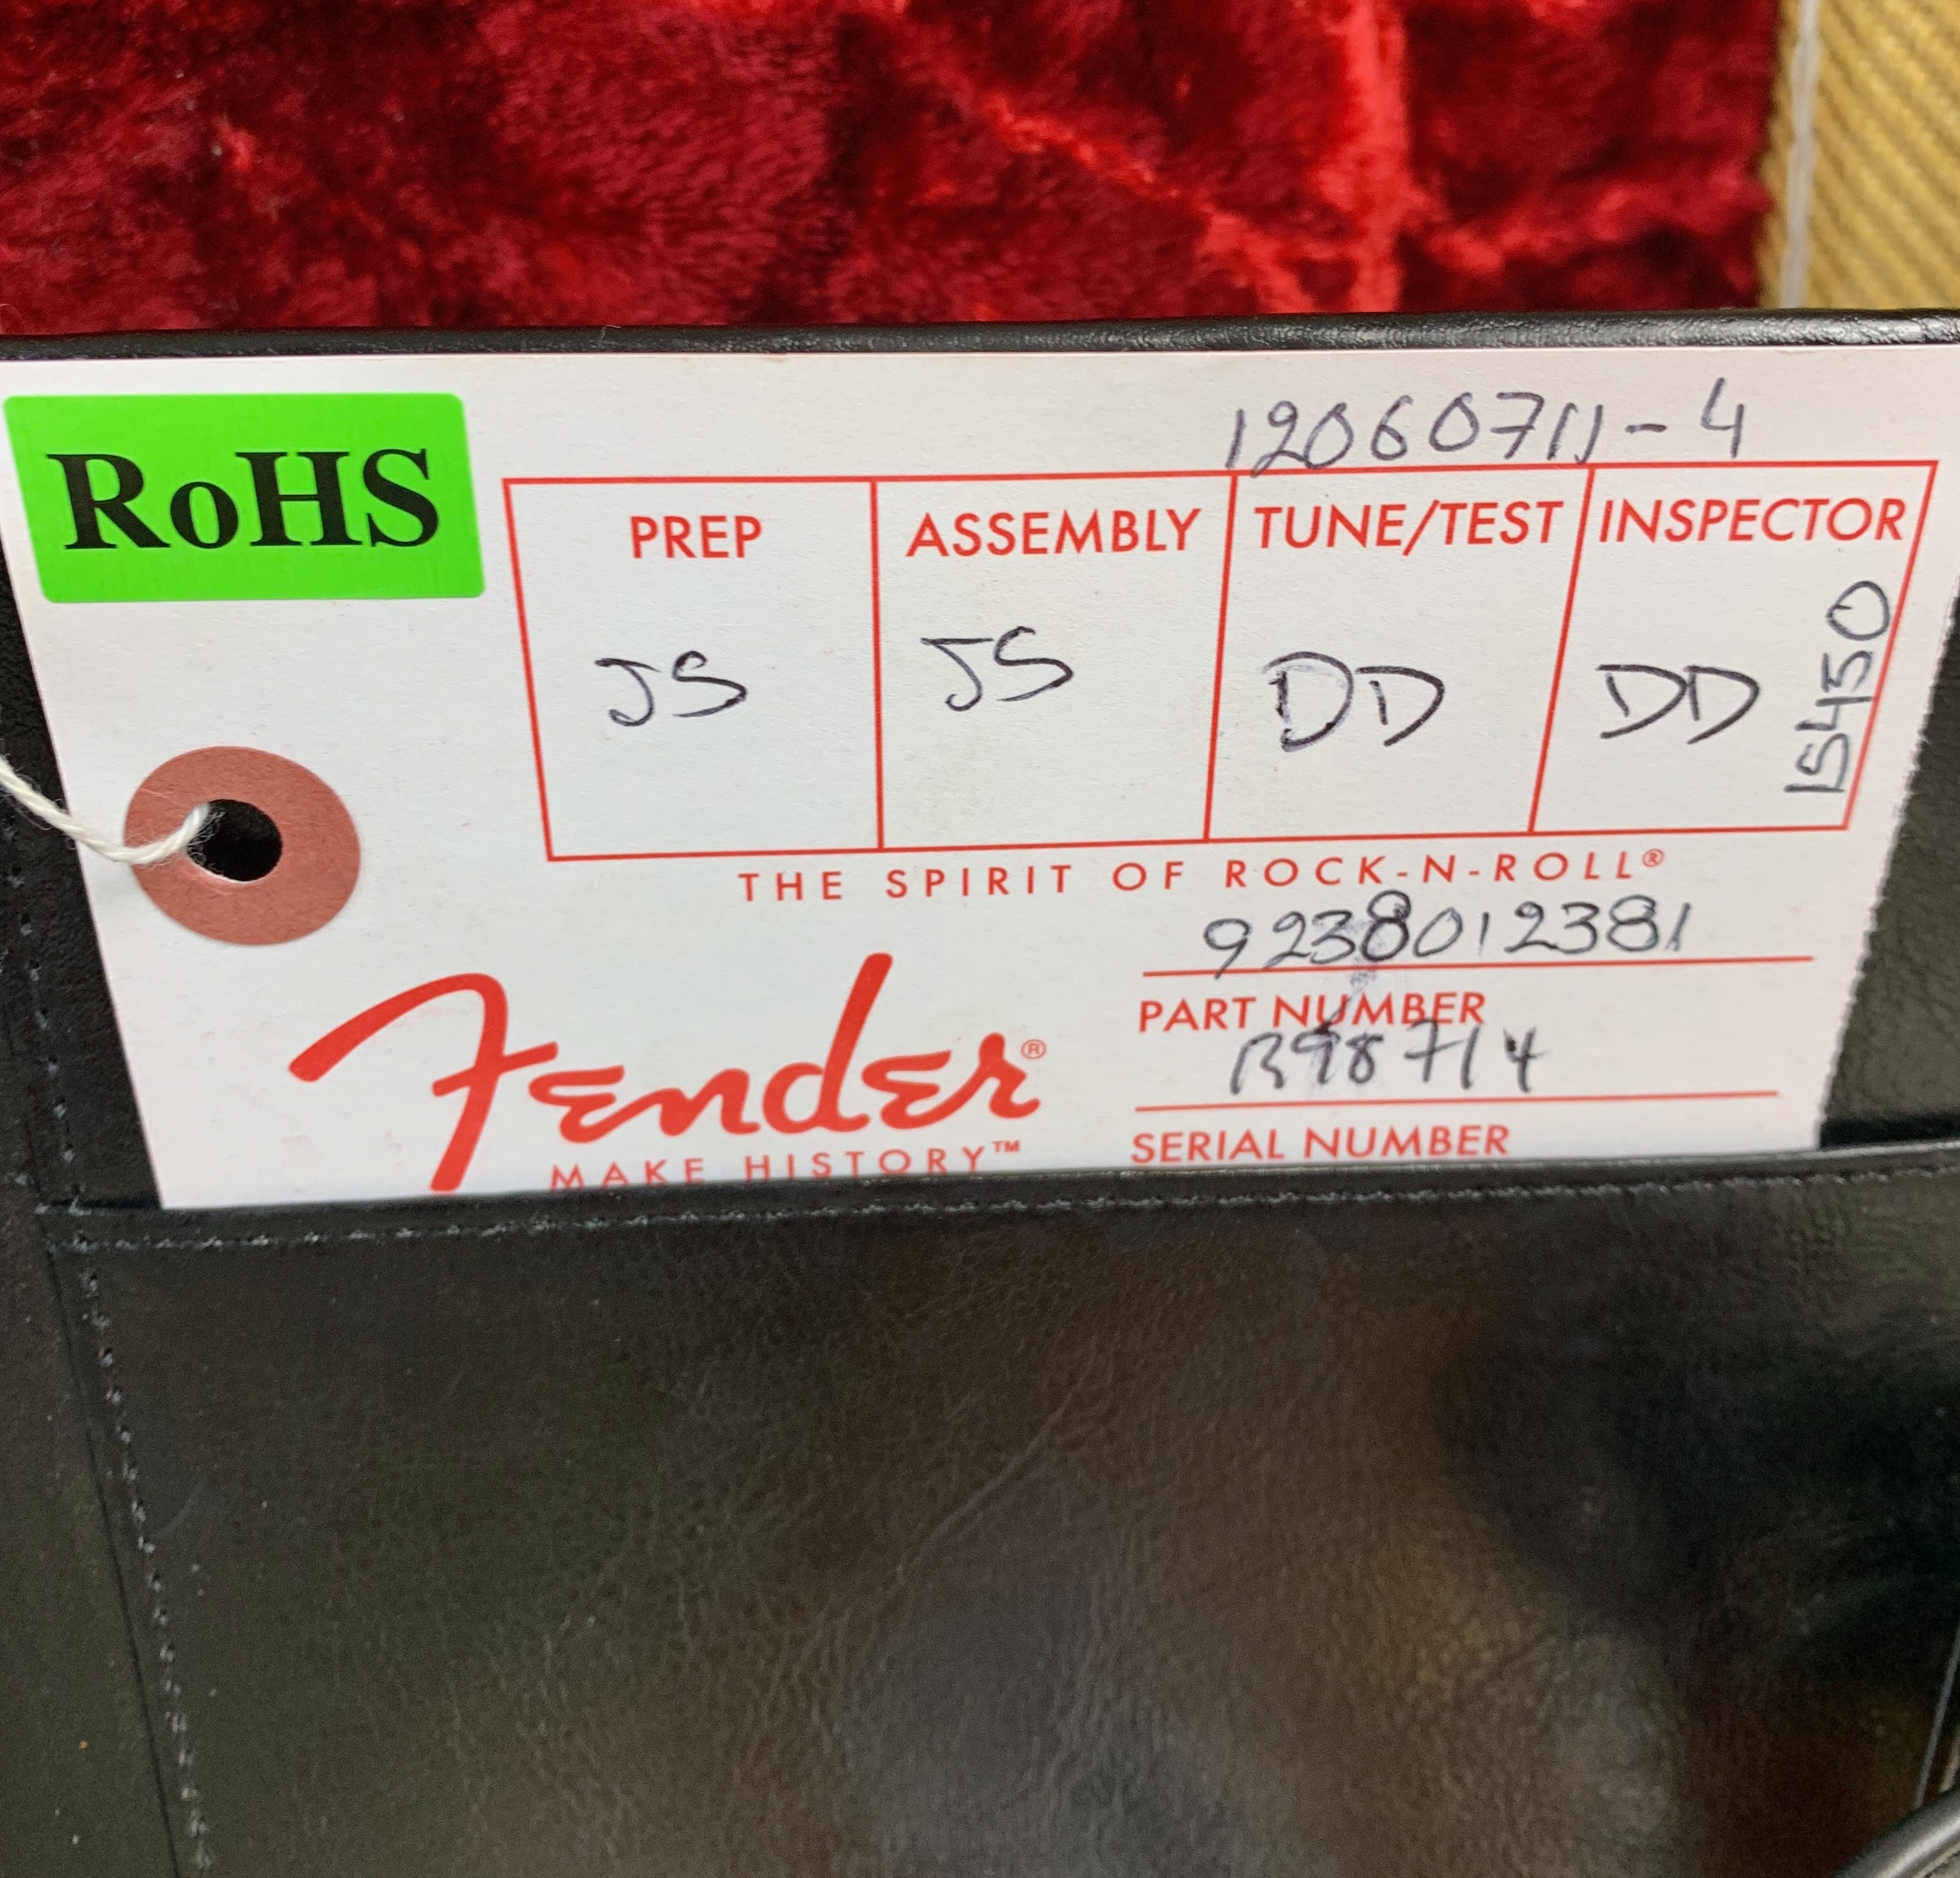 RoHS
12060711-4
PREP ASSEMBLY TUNE/TEST INSPECTOR
JS JS DD DD 15450
THE SPIRIT OF ROCK-N-ROLL®
9238012381
PART NUMBER
R98714
SERIAL NUMBER
Fender®
MAKE HISTORY™